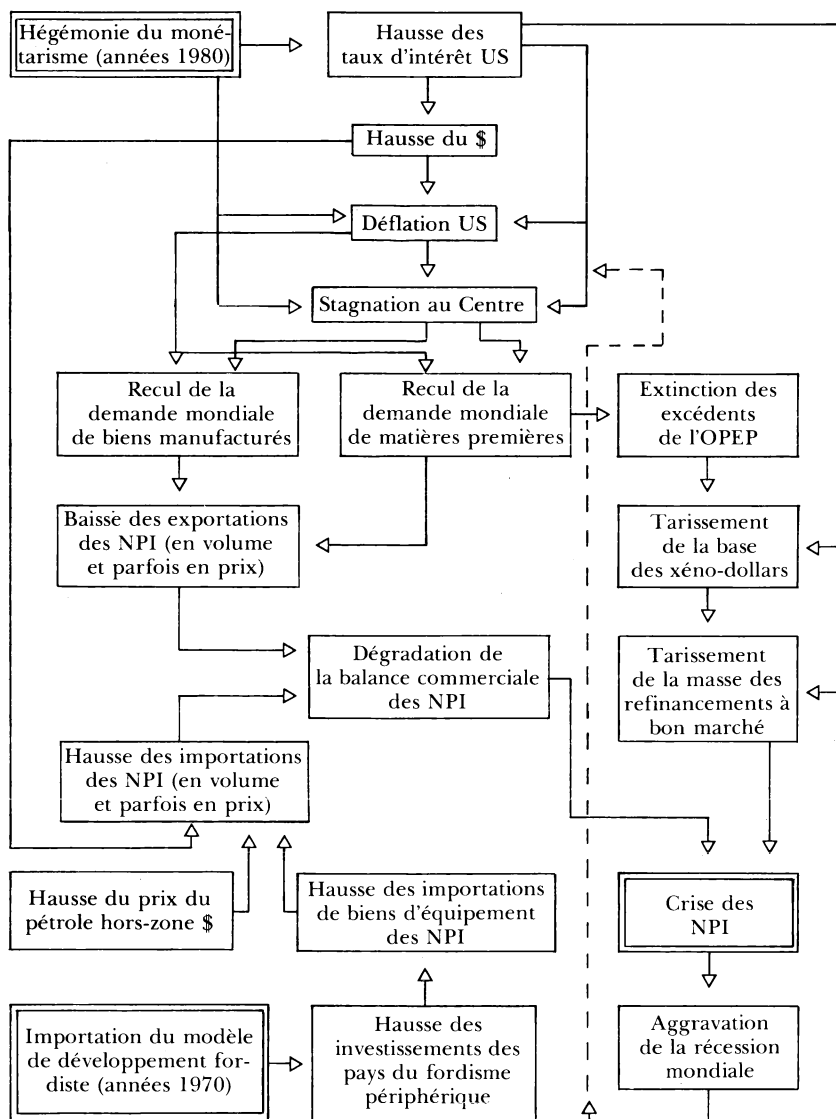 Hégémonie du moné-
tarisme (années 1980)
Hausse des
taux d'intérêt US
Hausse du $
Déflation US
Stagnation au Centre
Recul de la
demande mondiale
de biens manufacturés
Recul de la
demande mondiale
de matières premières
Extinction des
excédents
de l'OPEP
Baisse des exportations
des NPI (en volume
et parfois en prix)
Tarissement
de la base
des xéno-dollars
Dégradation de
la balance commerciale
des NPI
Tarissement
de la masse des
refinancements à
bon marché
Hausse des importations
des NPI (en volume
et parfois en prix)
Hausse du prix du
pétrole hors-zone $
Hausse des importations
de biens d'équipement
des NPI
Crise des
NPI
Importation du modèle
de développement for-
diste (années 1970)
Hausse des
investissements des
pays du fordisme
périphérique
Aggravation
de la récession
mondiale